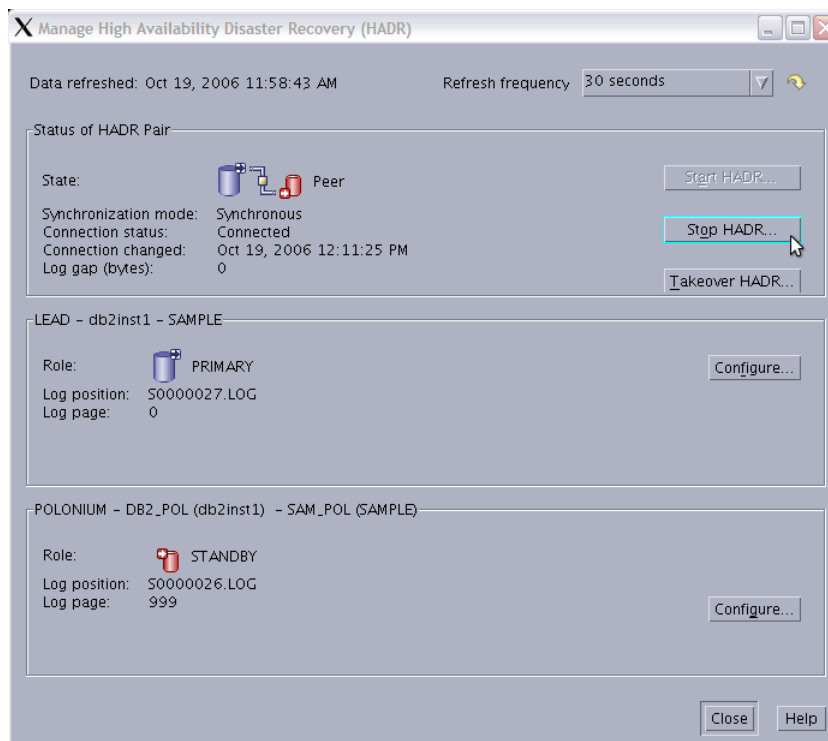 Manage High Availability Disaster Recovery (HADR)
Data refreshed: Oct 19, 2006 11:58:43 AM
Refresh frequency 30 seconds
Status of HADR Pair
State: Peer
Start HADR...
Synchronization mode: Synchronous
Connection status: Connected
Stop HADR...
Connection changed: Oct 19, 2006 12:11:25 PM
Log gap (bytes): 0
Takeover HADR...
LEAD - db2inst1 - SAMPLE
Role: PRIMARY
Configure...
Log position: S0000027.LOG
Log page: 0
POLONIUM - DB2_POL (db2inst1) - SAM_POL (SAMPLE)
Role: STANDBY
Log position: S0000026.LOG
Log page: 999
Configure...
Close Help